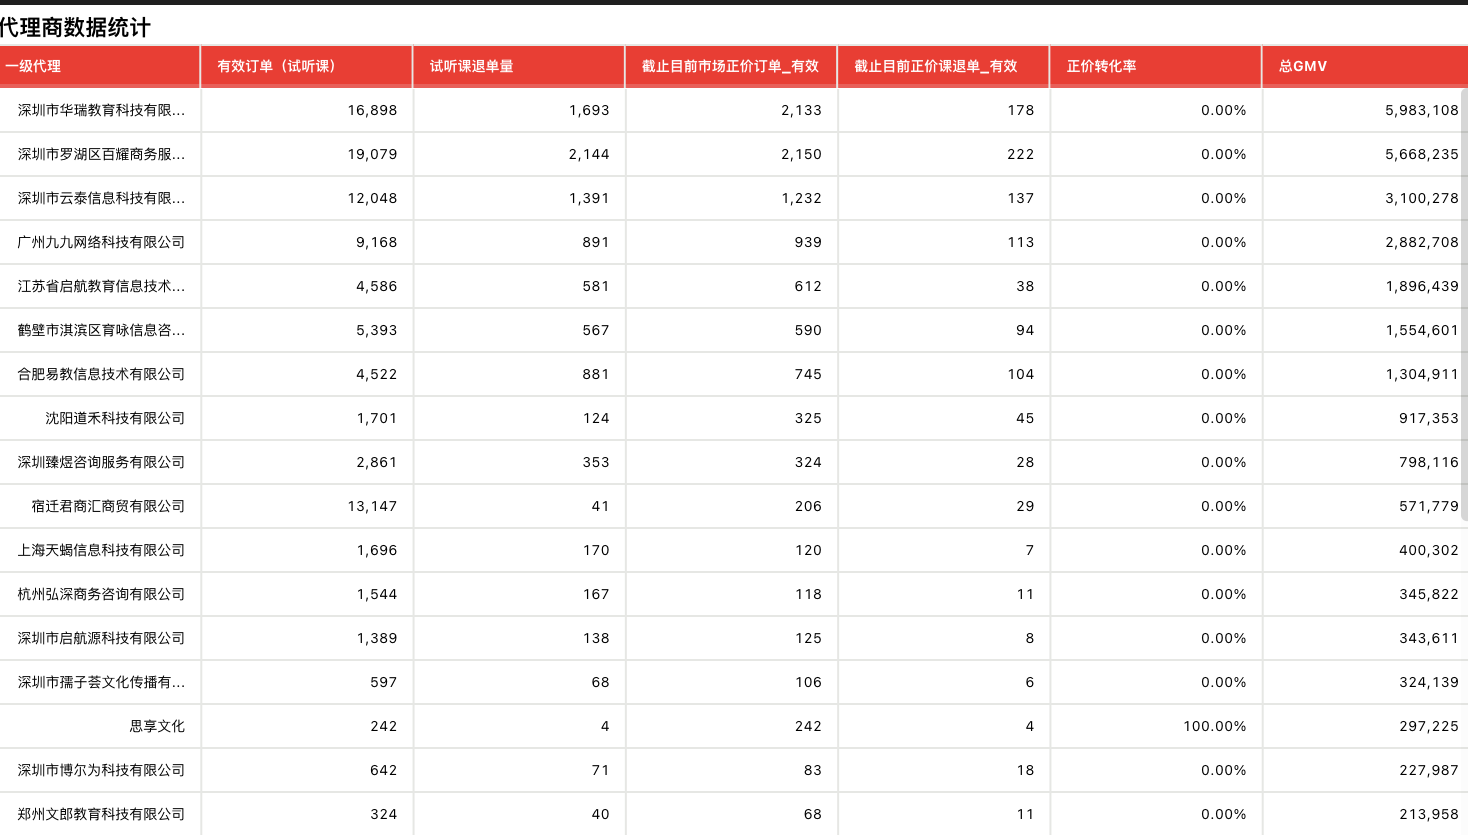 代理商数据统计
一级代理 有效订单（试听课） 试听课退单量 截止目前市场正价订单_有效 截止目前正价课退单_有效 正价转化率 总GMV
深圳市华瑞教育科技有限... 16,898 1,693 2,133 178 0.00% 5,983,108
深圳市罗湖区百耀商务服... 19,079 2,144 2,150 222 0.00% 5,668,235
深圳市云泰信息科技有限... 12,048 1,391 1,232 137 0.00% 3,100,278
广州九九网络科技有限公司 9,168 891 939 113 0.00% 2,882,708
江苏省启航教育信息技术... 4,586 581 612 38 0.00% 1,896,439
鹤壁市淇滨区育咏信息咨... 5,393 567 590 94 0.00% 1,554,601
合肥易教信息技术有限公司 4,522 881 745 104 0.00% 1,304,911
沈阳道禾科技有限公司 1,701 124 325 45 0.00% 917,353
深圳臻煜咨询服务有限公司 2,861 353 324 28 0.00% 798,116
宿迁君商汇商贸有限公司 13,147 41 206 29 0.00% 571,779
上海天蝎信息科技有限公司 1,696 170 120 7 0.00% 400,302
杭州弘深商务咨询有限公司 1,544 167 118 11 0.00% 345,822
深圳市启航源科技有限公司 1,389 138 125 8 0.00% 343,611
深圳市孺子荟文化传播有... 597 68 106 6 0.00% 324,139
思享文化 242 4 242 4 100.00% 297,225
深圳市博尔为科技有限公司 642 71 83 18 0.00% 227,987
郑州文郎教育科技有限公司 324 40 68 11 0.00% 213,958